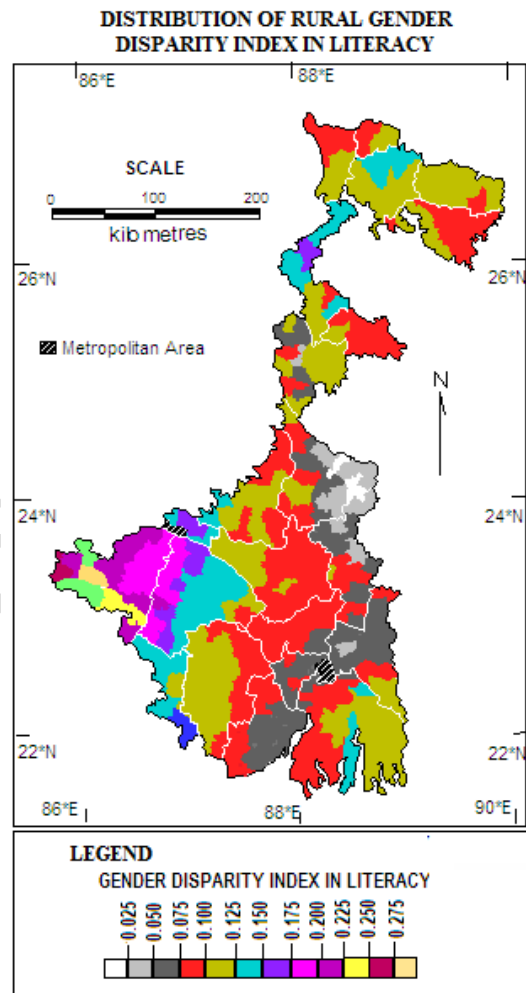 DISTRIBUTION OF RURAL GENDER
DISPARITY INDEX IN LITERACY
86°E
88°E
SCALE
0 100 200
kib metres
26°N
26°N
Metropolitan Area
N
24°N
24°N
22°N
22°N
86°E
88°E
90°E
LEGEND
GENDER DISPARITY INDEX IN LITERACY
0.025 0.050 0.075 0.100 0.125 0.150 0.175 0.200 0.225 0.250 0.275